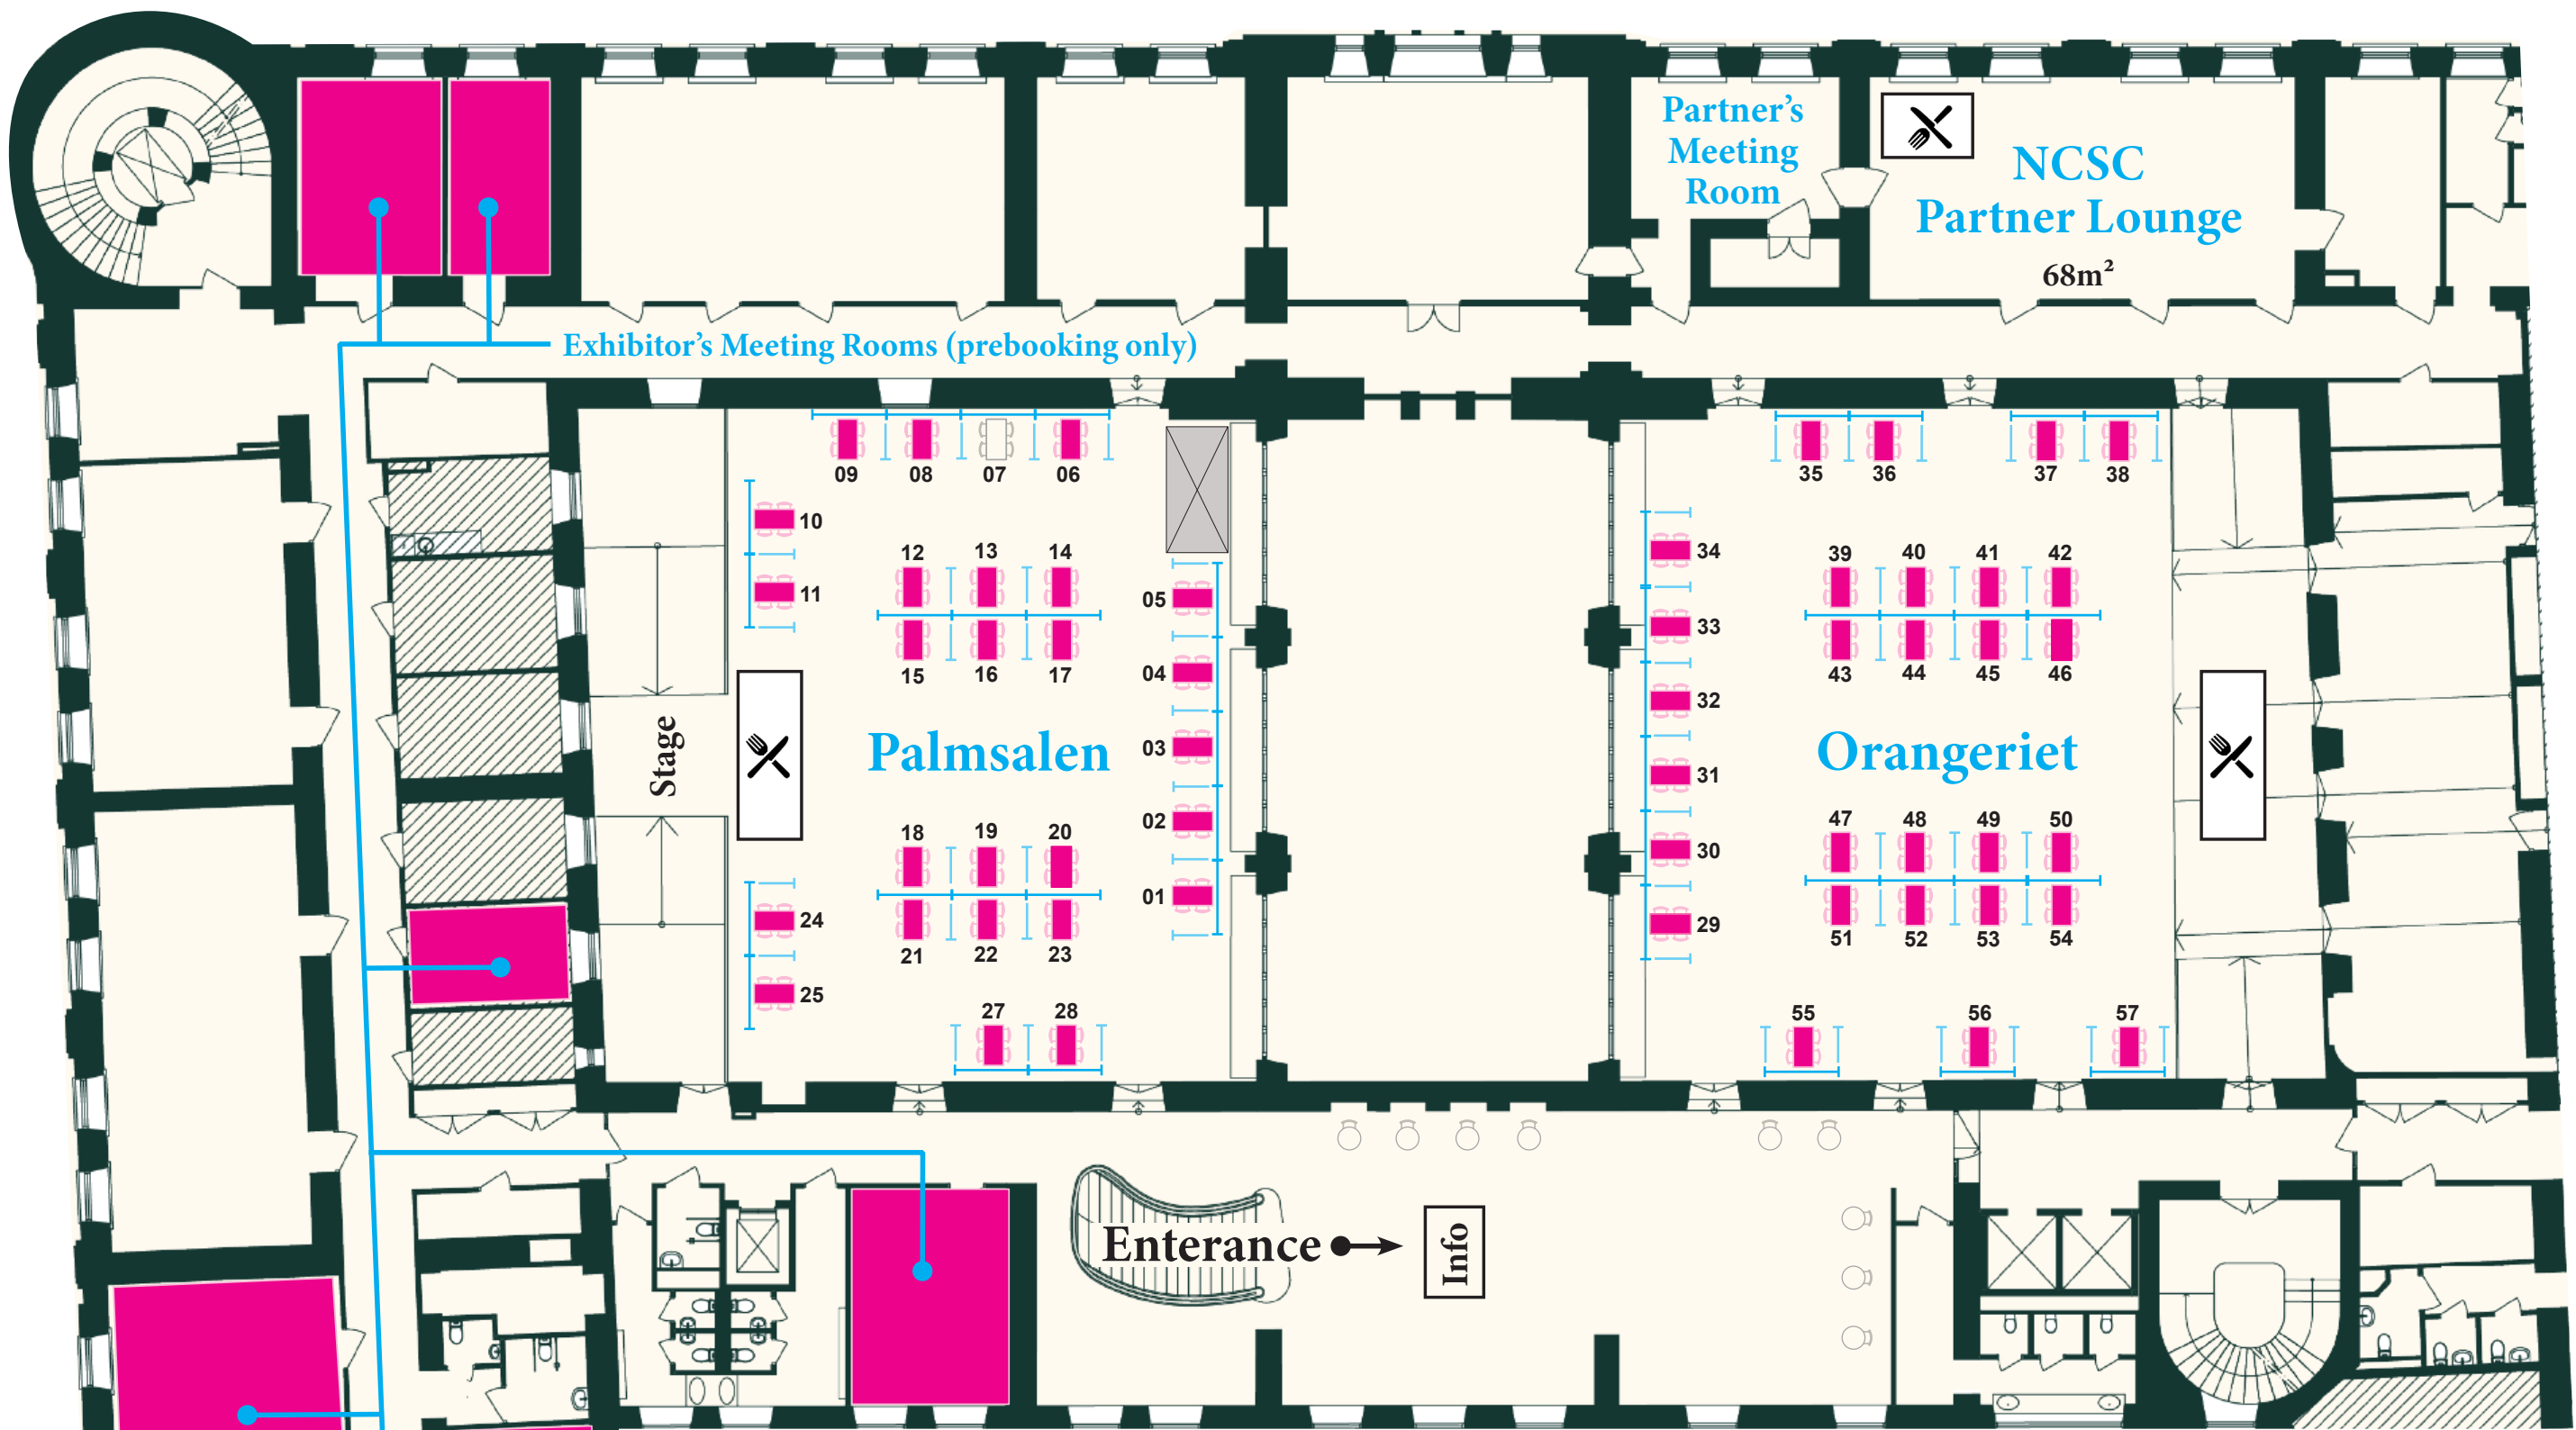 Partner's
Meeting
Room
NCSC
Partner Lounge
68m²
Exhibitor's Meeting Rooms (prebooking only)
09 08 07 06
35 36 37 38
10
11
12 13 14
15 16 17
05
04
03
02
01
34
33
32
31
30
29
39 40 41 42
43 44 45 46
Stage
Palmsalen
Orangeriet
18 19 20
21 22 23
24
25
27 28
47 48 49 50
51 52 53 54
55 56 57
Enterance
Info